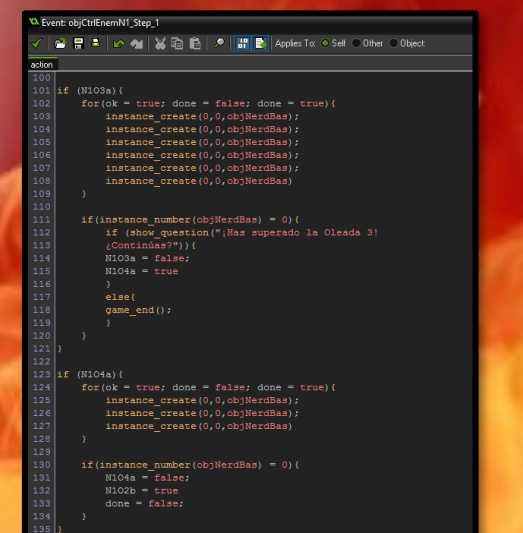 Event: objCtrlEnemN1_Step_1
Applies To: Self Other Object:
action
100
101 if (N1O3a){
102 for(ok = true; done = false; done = true){
103 instance_create(0,0,objNerdBas);
104 instance_create(0,0,objNerdBas);
105 instance_create(0,0,objNerdBas);
106 instance_create(0,0,objNerdBas);
107 instance_create(0,0,objNerdBas);
108 instance_create(0,0,objNerdBas)
109 }
110
111 if(instance_number(objNerdBas) = 0){
112 if (show_question("¡Has superado la Oleada 3!
113 ¿Continúas?")){
114 N1O3a = false;
115 N1O4a = true
116 }
117 else{
118 game_end();
119 }
120 }
121 }
122
123 if (N1O4a){
124 for(ok = true; done = false; done = true){
125 instance_create(0,0,objNerdBas);
126 instance_create(0,0,objNerdBas);
127 instance_create(0,0,objNerdBas)
128 }
129
130 if(instance_number(objNerdBas) = 0){
131 N1O4a = false;
132 N1O2b = true
133 done = false;
134 }
135 }